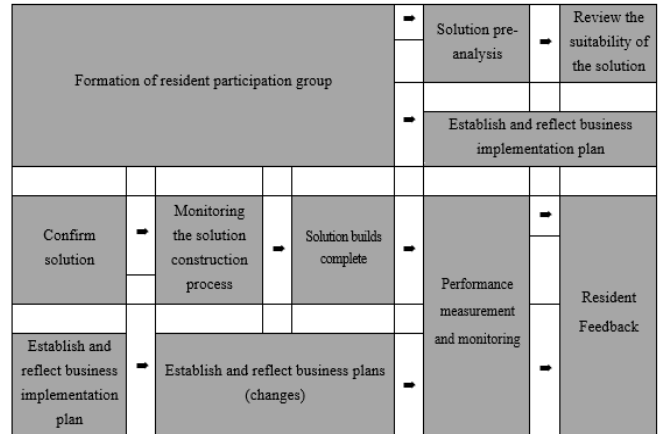 Formation of resident participation group
➨
Solution pre-
analysis
➨
Review the
suitability of
the solution
➨
Establish and reflect business
implementation plan
Confirm
solution
➨
Monitoring
the solution
construction
process
➨
Solution builds
complete
➨
Performance
measurement
and monitoring
➨
Resident
Feedback
Establish and
reflect business
implementation
plan
➨
Establish and reflect business plans
(changes)
➨
➨